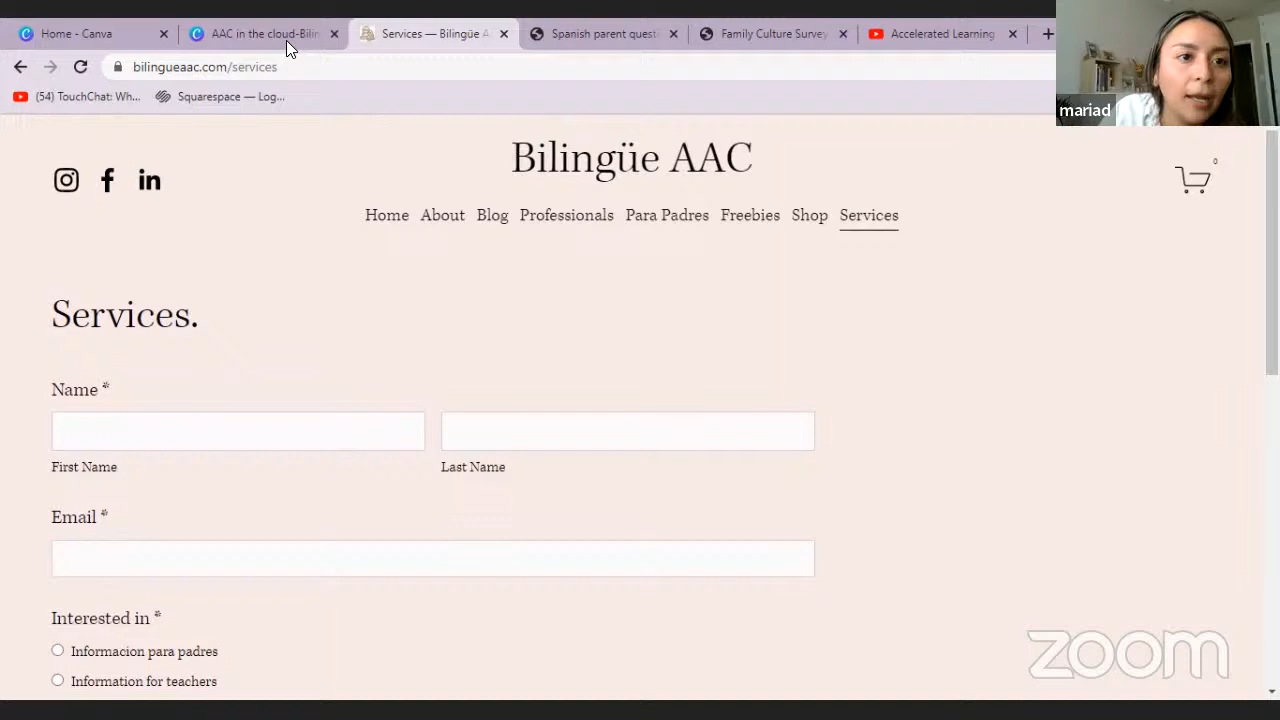 Home - Canva
AAC in the cloud-Bilin
Services — Bilingüe A
Spanish parent quest
Family Culture Survey
Accelerated Learning
bilingueaac.com/services
(54) TouchChat: Wh...
Squarespace — Log...
mariad
Bilingüe AAC
0
Home About Blog Professionals Para Padres Freebies Shop Services
Services.
Name *
First Name
Last Name
Email *
Interested in *
Informacion para padres
Information for teachers
zoom